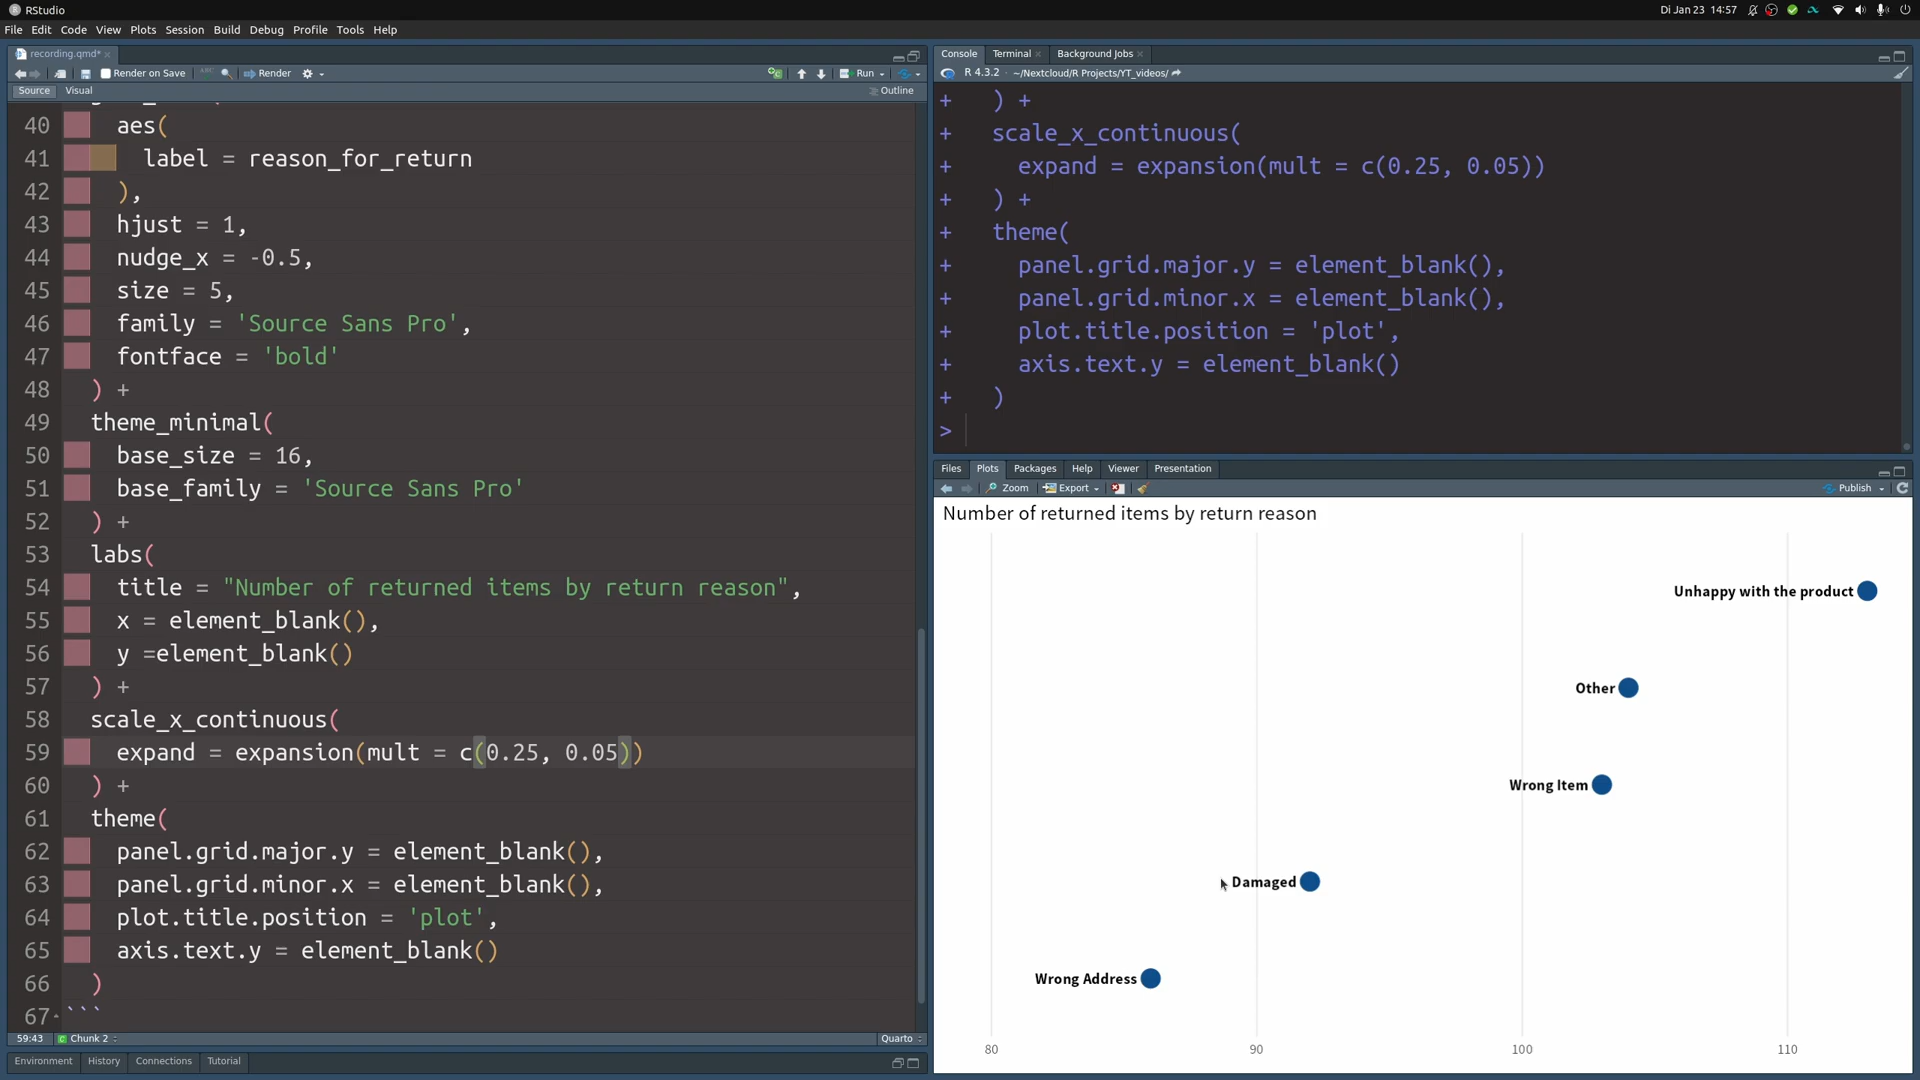 RStudio
Di Jan 23 14:57
File Edit Code View Plots Session Build Debug Profile Tools Help
recording.qmd*
Render on Save
Render
Run
Source Visual
Outline
40 aes(
41 label = reason_for_return
42 ),
43 hjust = 1,
44 nudge_x = -0.5,
45 size = 5,
46 family = 'Source Sans Pro',
47 fontface = 'bold'
48 ) +
49 theme_minimal(
50 base_size = 16,
51 base_family = 'Source Sans Pro'
52 ) +
53 labs(
54 title = "Number of returned items by return reason",
55 x = element_blank(),
56 y =element_blank()
57 ) +
58 scale_x_continuous(
59 expand = expansion(mult = c(0.25, 0.05))
60 ) +
61 theme(
62 panel.grid.major.y = element_blank(),
63 panel.grid.minor.x = element_blank(),
64 plot.title.position = 'plot',
65 axis.text.y = element_blank()
66 )
67 ```
59:43 Chunk 2
Quarto
Environment History Connections Tutorial
Console Terminal Background Jobs
R 4.3.2 · ~/Nextcloud/R Projects/YT_videos/
+ ) +
+ scale_x_continuous(
+ expand = expansion(mult = c(0.25, 0.05))
+ ) +
+ theme(
+ panel.grid.major.y = element_blank(),
+ panel.grid.minor.x = element_blank(),
+ plot.title.position = 'plot',
+ axis.text.y = element_blank()
+ )
>
Files Plots Packages Help Viewer Presentation
Zoom Export
Publish
Number of returned items by return reason
Unhappy with the product
Other
Wrong Item
Damaged
Wrong Address
80 90 100 110